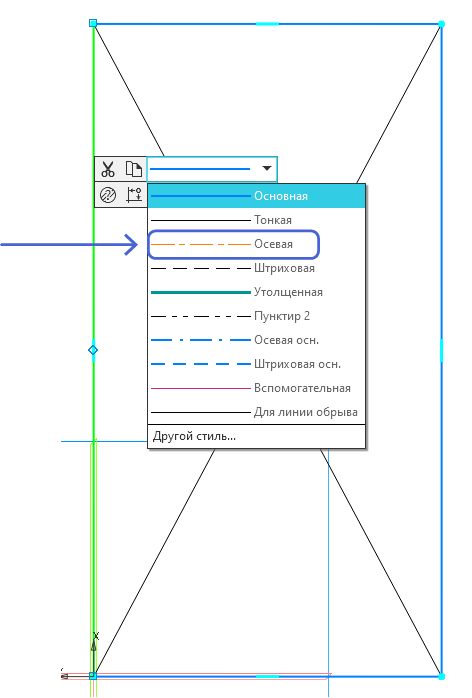 Основная
Тонкая
Осевая
Штриховая
Утолщенная
Пунктир 2
Осевая осн.
Штриховая осн.
Вспомогательная
Для линии обрыва
Другой стиль...
X